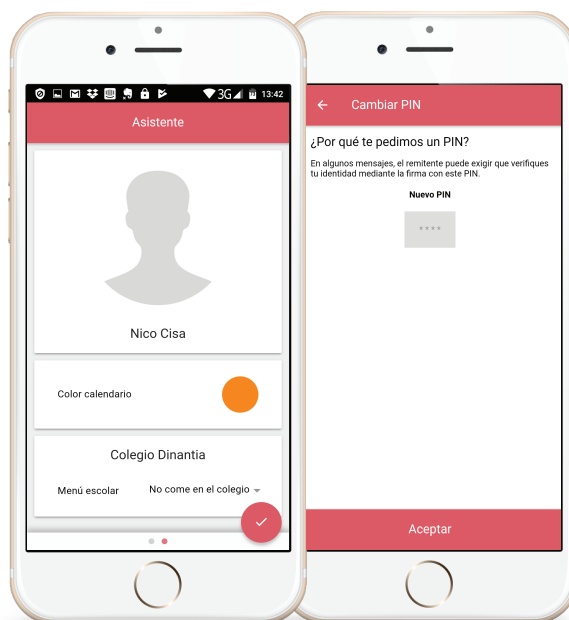 3G 13:42
Asistente
Nico Cisa
Color calendario
Colegio Dinantia
Menú escolar No come en el colegio
Cambiar PIN
¿Por qué te pedimos un PIN?
En algunos mensajes, el remitente puede exigir que verifiques
tu identidad mediante la firma con este PIN.
Nuevo PIN
****
Aceptar